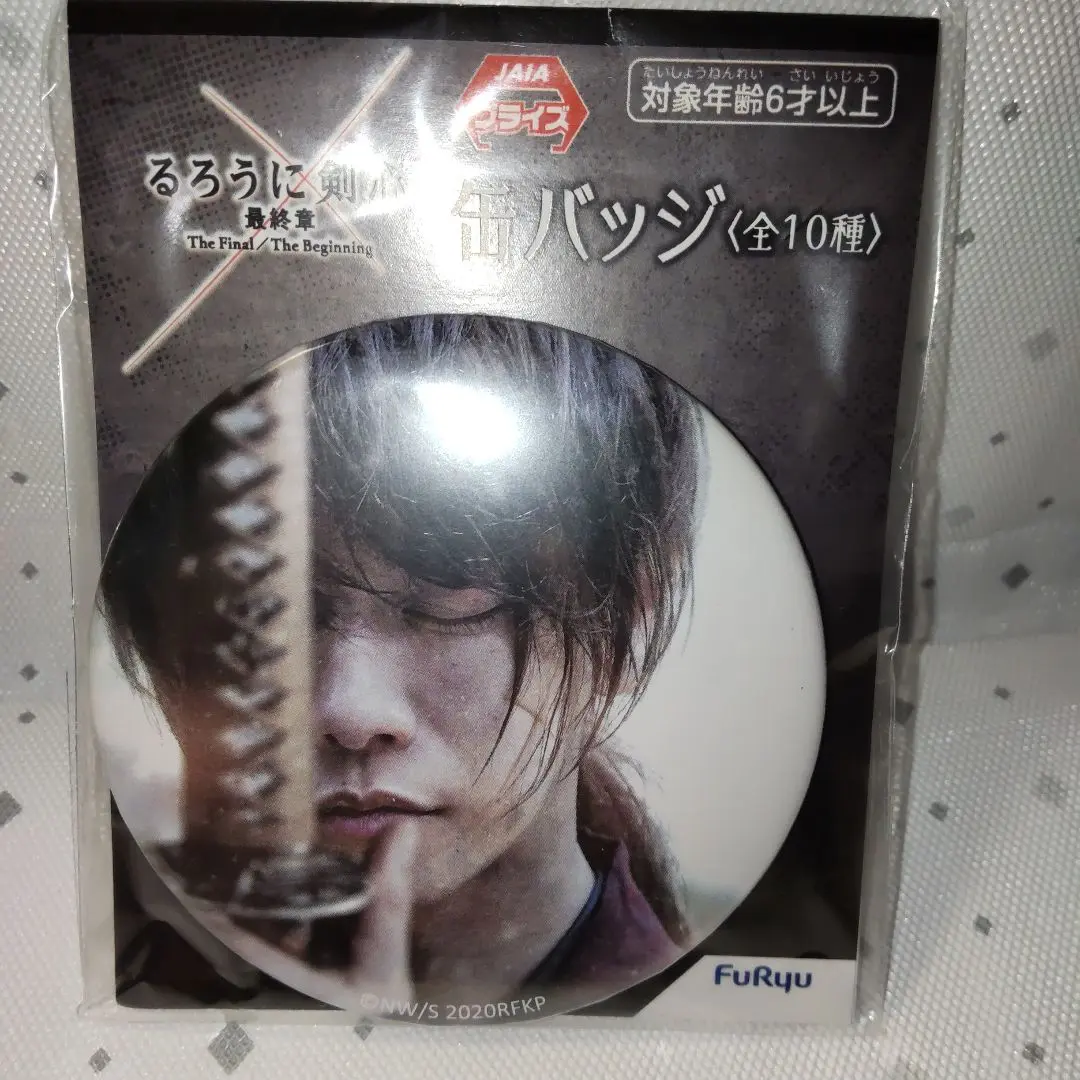 JAIA
プライズ
たいしょうねんれい さい いじょう
対象年齢6才以上
るろうに剣心
最終章
The Final/The Beginning
缶バッジ〈全10種〉
©NW/S 2020RFKP
FuRyu